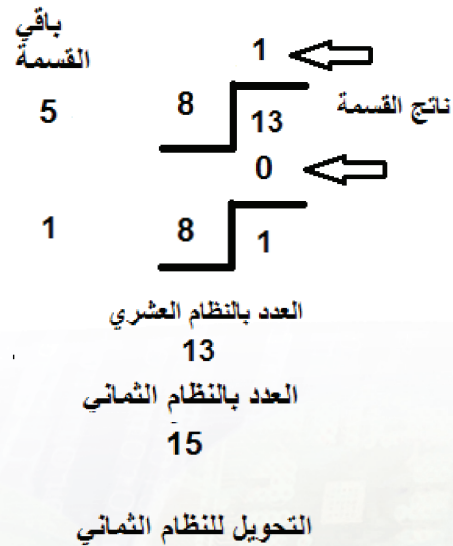 باقي
القسمة
1
ناتج القسمة
5
8
13
0
1
8
1
العدد بالنظام العشري
13
العدد بالنظام الثماني
15
التحويل للنظام الثماني